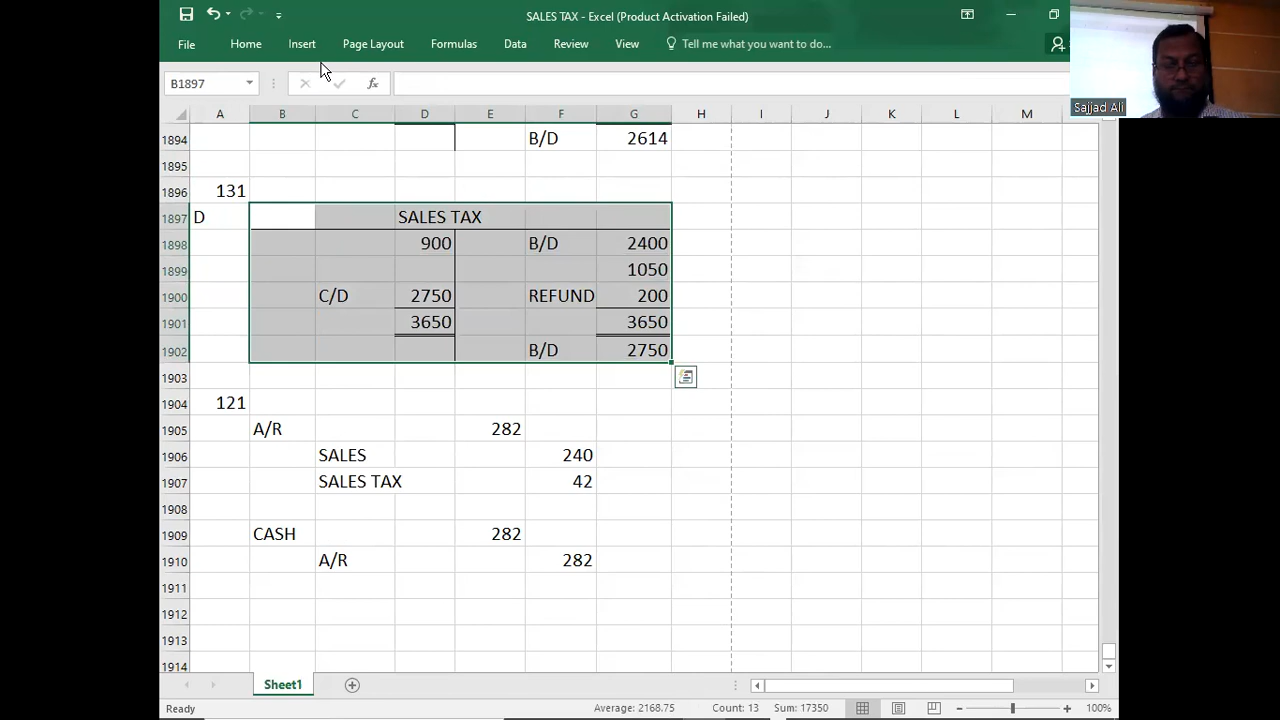 SALES TAX - Excel (Product Activation Failed)
File Home Insert Page Layout Formulas Data Review View Tell me what you want to do...
B1897 fx
Sajjad Ali
A B C D E F G H I J K L M
1894 B/D 2614
1895
1896 131
1897 D SALES TAX
1898 900 B/D 2400
1899 1050
1900 C/D 2750 REFUND 200
1901 3650 3650
1902 B/D 2750
1903
1904 121
1905 A/R 282
1906 SALES 240
1907 SALES TAX 42
1908
1909 CASH 282
1910 A/R 282
1911
1912
1913
1914
Sheet1
Ready Average: 2168.75 Count: 13 Sum: 17350 100%